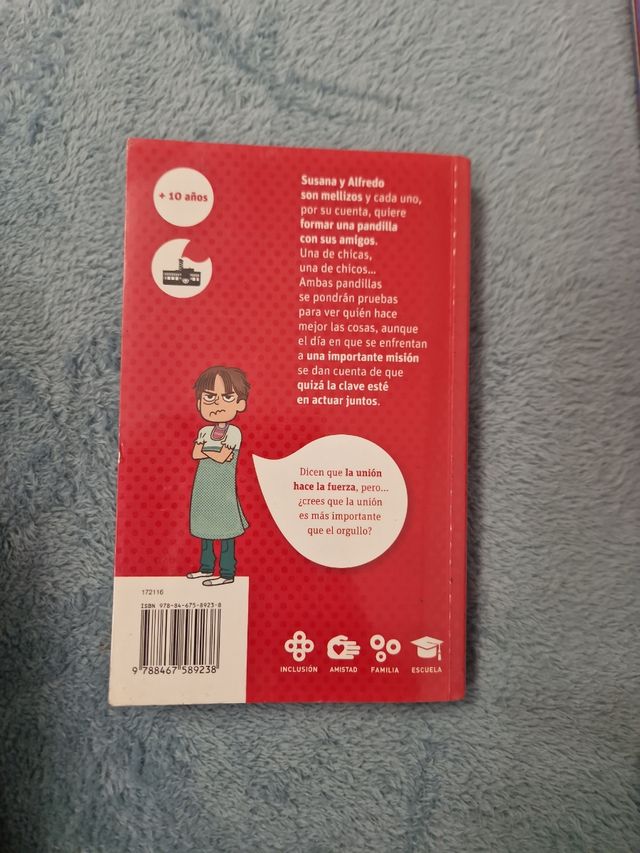 + 10 años
Susana y Alfredo
son mellizos y cada uno,
por su cuenta, quiere
formar una pandilla
con sus amigos.
Una de chicas,
una de chicos...
Ambas pandillas
se pondrán pruebas
para ver quién hace
mejor las cosas, aunque
el día en que se enfrentan
a una importante misión
se dan cuenta de que
quizá la clave esté
en actuar juntos.
Dicen que la unión
hace la fuerza, pero...
¿crees que la unión
es más importante
que el orgullo?
172116
ISBN 978-84-675-8923-8
9 788467 589238
INCLUSIÓN
AMISTAD
FAMILIA
ESCUELA